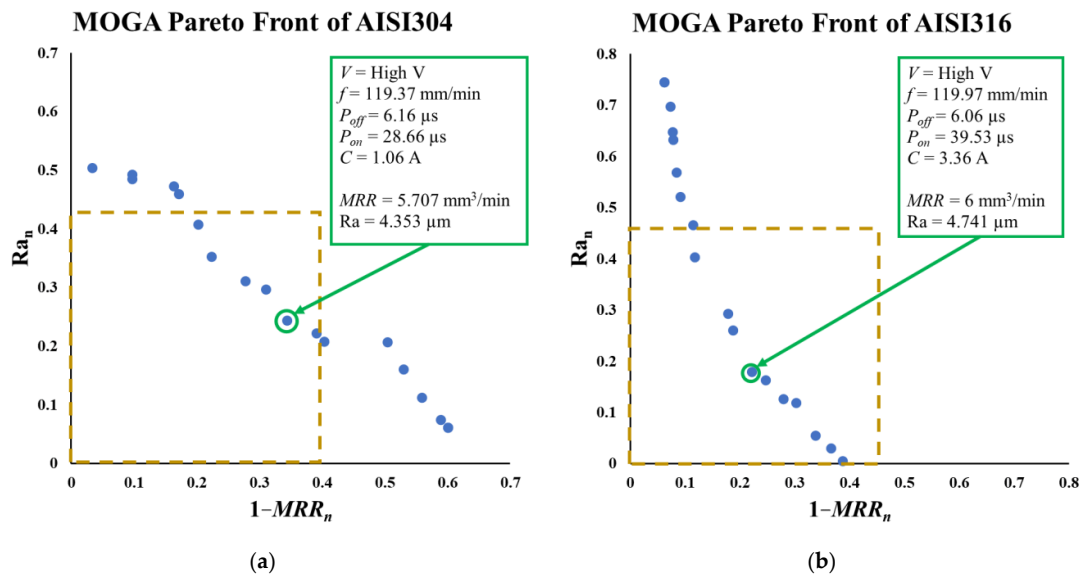 MOGA Pareto Front of AISI304
0.7
0.6
0.5
0.4
0.3
0.2
0.1
0
Raₙ
V = High V
f = 119.37 mm/min
P_off = 6.16 µs
P_on = 28.66 µs
C = 1.06 A
MRR = 5.707 mm³/min
Ra = 4.353 µm
0 0.1 0.2 0.3 0.4 0.5 0.6 0.7
1−MRRₙ
(a)
MOGA Pareto Front of AISI316
0.8
0.7
0.6
0.5
0.4
0.3
0.2
0.1
0
Raₙ
V = High V
f = 119.97 mm/min
P_off = 6.06 µs
P_on = 39.53 µs
C = 3.36 A
MRR = 6 mm³/min
Ra = 4.741 µm
0 0.1 0.2 0.3 0.4 0.5 0.6 0.7 0.8
1−MRRₙ
(b)